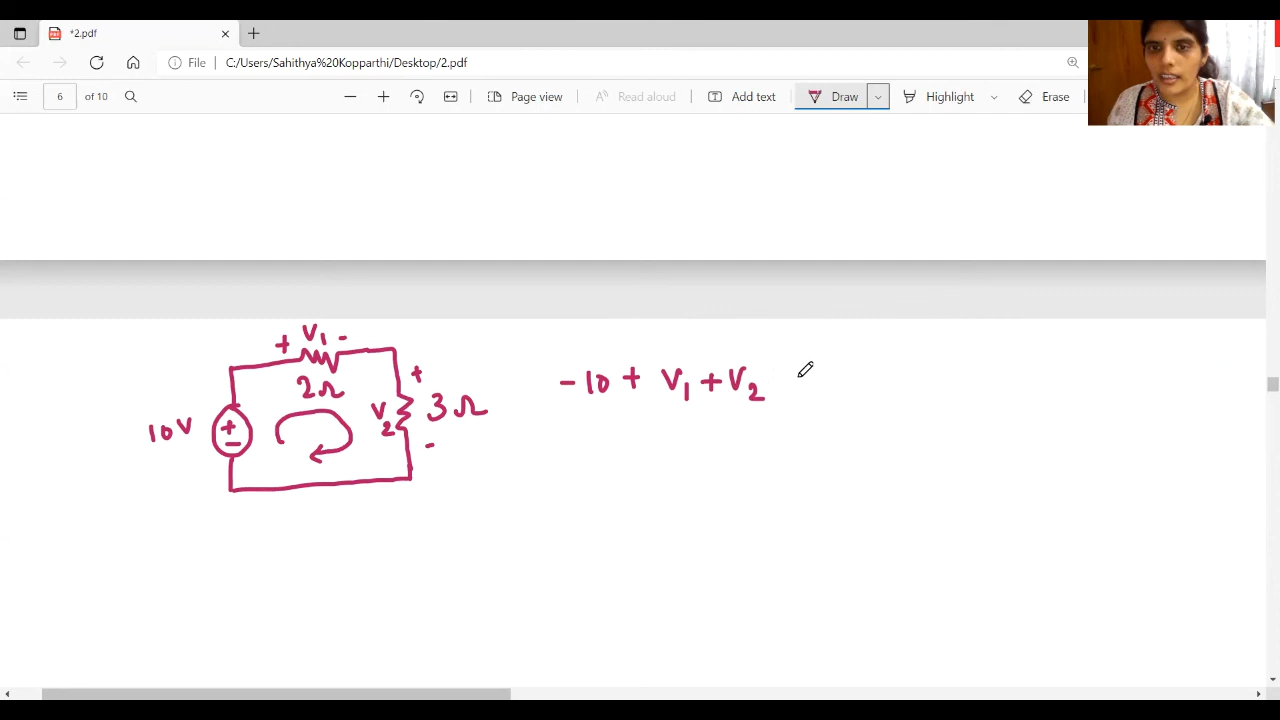 *2.pdf
File C:/Users/Sahithya%20Kopparthi/Desktop/2.pdf
6 of 10 Page view Read aloud Add text Draw Highlight Erase
+ V1 -
2Ω
10V + - V2 + 3Ω -
-10 + V1 + V2